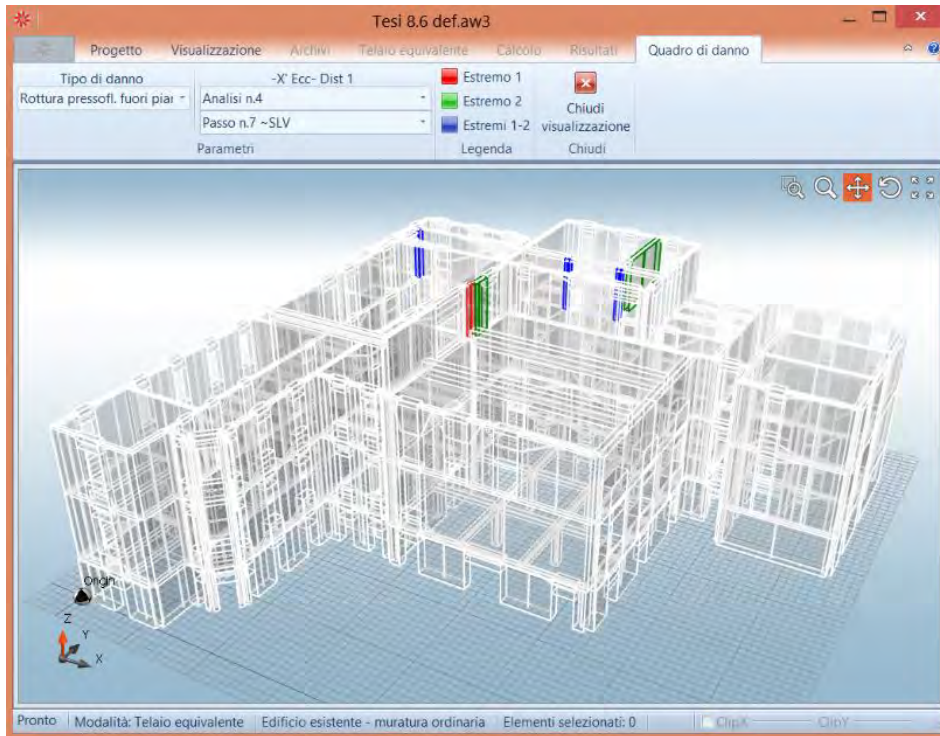 Tesi 8.6 def.aw3
Progetto Visualizzazione Archivi Telaio equivalente Calcolo Risultati Quadro di danno
Tipo di danno
Rottura pressofl. fuori piar
Parametri
-X' Ecc- Dist 1
Analisi n.4
Passo n.7 ~SLV
Estremo 1
Estremo 2
Estremi 1-2
Legenda
Chiudi
visualizzazione
Chiudi
Origin
Z
Y
X
Pronto Modalità: Telaio equivalente Edificio esistente - muratura ordinaria Elementi selezionati: 0 ClipX ClipY